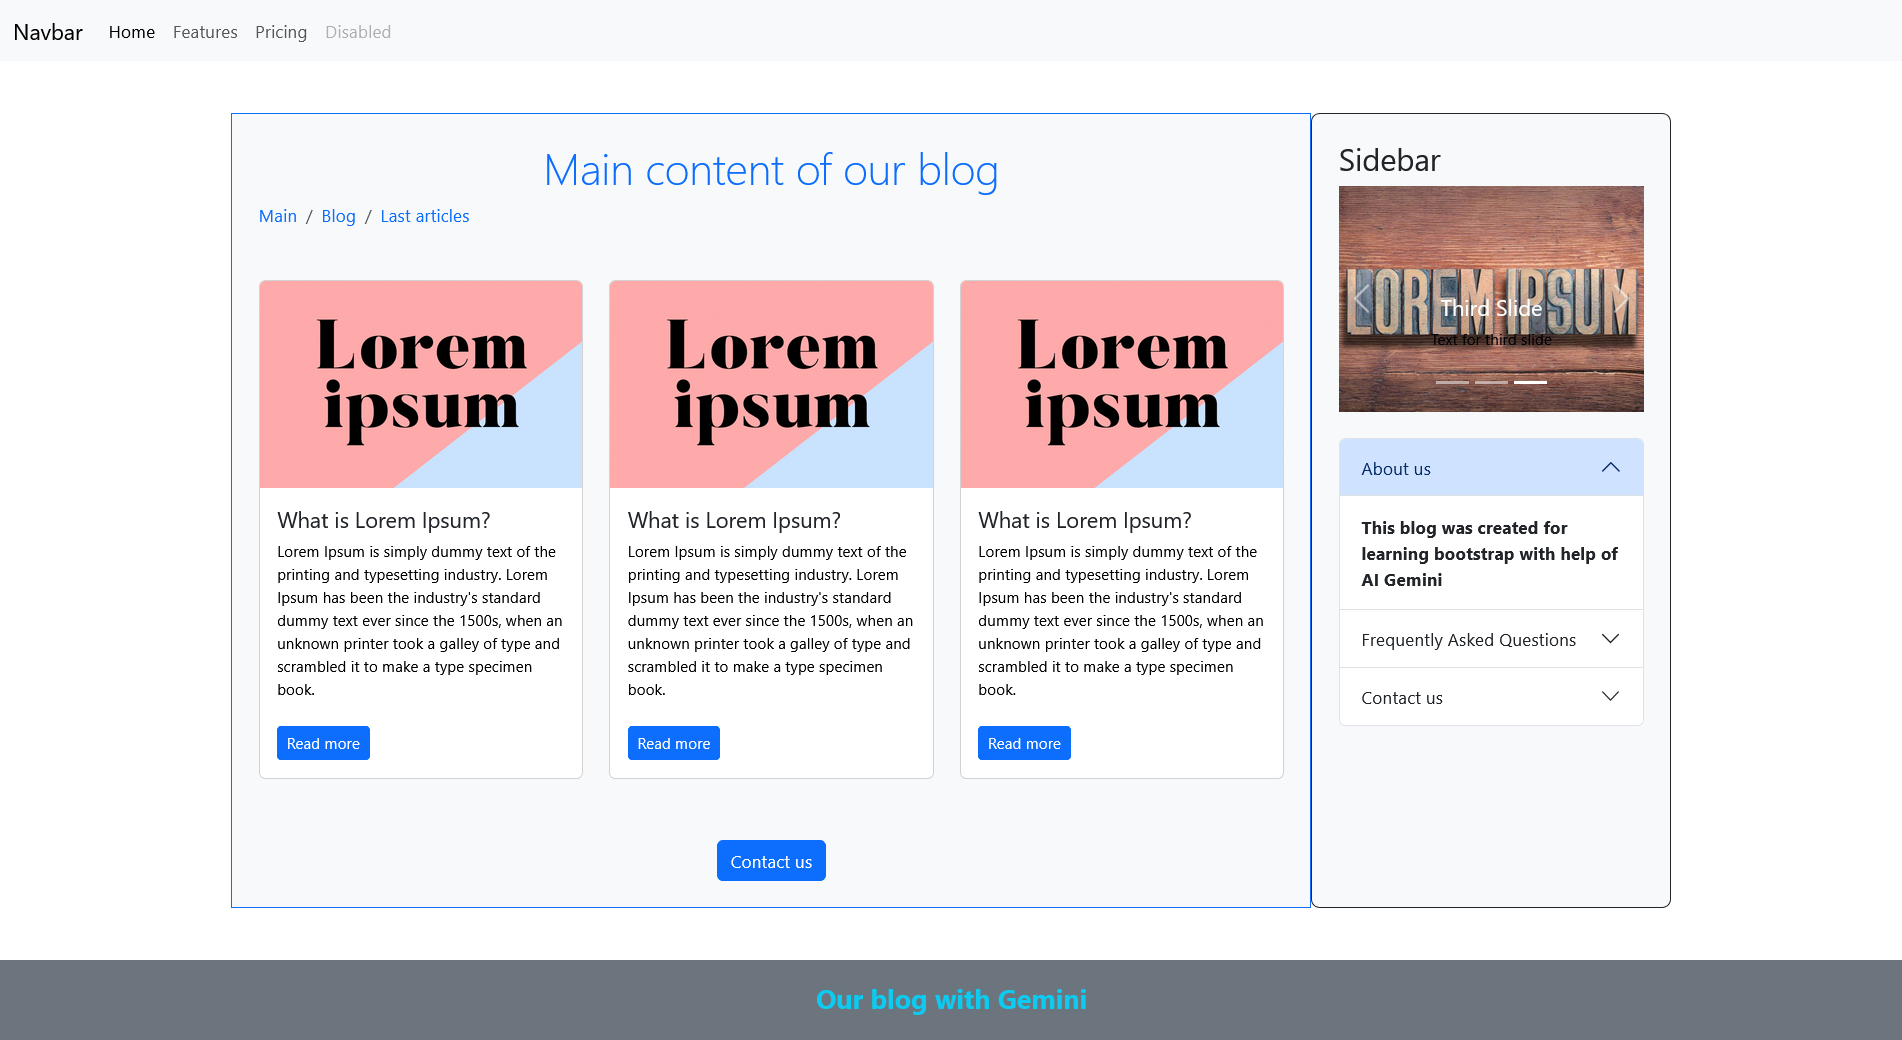 Navbar Home Features Pricing Disabled
Main content of our blog
Main / Blog / Last articles
Lorem
ipsum
What is Lorem Ipsum?
Lorem Ipsum is simply dummy text of the
printing and typesetting industry. Lorem
Ipsum has been the industry's standard
dummy text ever since the 1500s, when an
unknown printer took a galley of type and
scrambled it to make a type specimen
book.
Read more
Lorem
ipsum
What is Lorem Ipsum?
Lorem Ipsum is simply dummy text of the
printing and typesetting industry. Lorem
Ipsum has been the industry's standard
dummy text ever since the 1500s, when an
unknown printer took a galley of type and
scrambled it to make a type specimen
book.
Read more
Lorem
ipsum
What is Lorem Ipsum?
Lorem Ipsum is simply dummy text of the
printing and typesetting industry. Lorem
Ipsum has been the industry's standard
dummy text ever since the 1500s, when an
unknown printer took a galley of type and
scrambled it to make a type specimen
book.
Read more
Contact us
Sidebar
LOREM IPSUM
Third Slide
Text for third slide
About us
This blog was created for
learning bootstrap with help of
AI Gemini
Frequently Asked Questions
Contact us
Our blog with Gemini